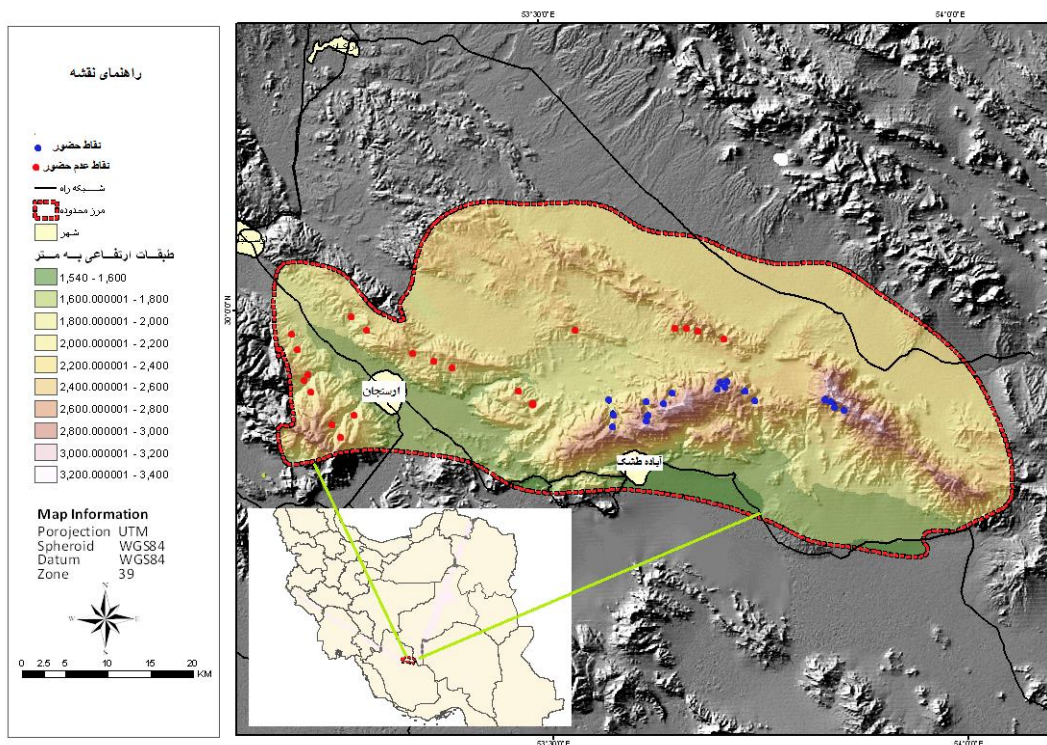 53°30'0"E
54°0'0"E
راهنمای نقشه
نقاط حضور
نقاط عدم حضور
شبکه راه
مرز محدوده
شهر
طبقات ارتفاعی به متر
1,540 - 1,600
1,600.000001 - 1,800
1,800.000001 - 2,000
2,000.000001 - 2,200
2,200.000001 - 2,400
2,400.000001 - 2,600
2,600.000001 - 2,800
2,800.000001 - 3,000
3,000.000001 - 3,200
3,200.000001 - 3,400
Map Information
Porojection UTM
Spheroid WGS84
Datum WGS84
Zone 39
N
W E
S
0 2.5 5 10 15 20
KM
30°0'0"N
30°0'0"N
ارسنجان
آباده طشک
53°30'0"E
54°0'0"E